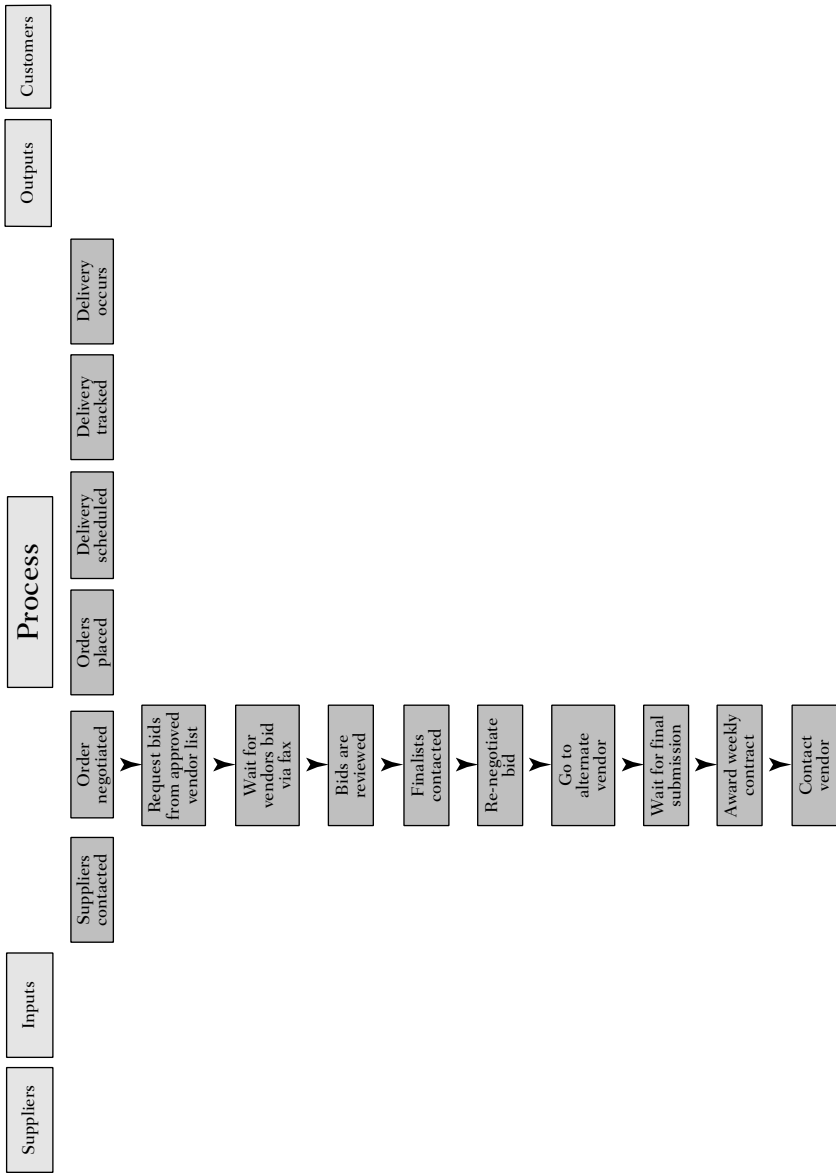 Suppliers
Inputs
Process
Outputs
Customers
Suppliers
contacted
Order
negotiated
Orders
placed
Delivery
scheduled
Delivery
tracked
Delivery
occurs
Request bids
from approved
vendor list
Wait for
vendors bid
via fax
Bids are
reviewed
Finalists
contacted
Re-negotiate
bid
Go to
alternate
vendor
Wait for final
submission
Award weekly
contract
Contact
vendor